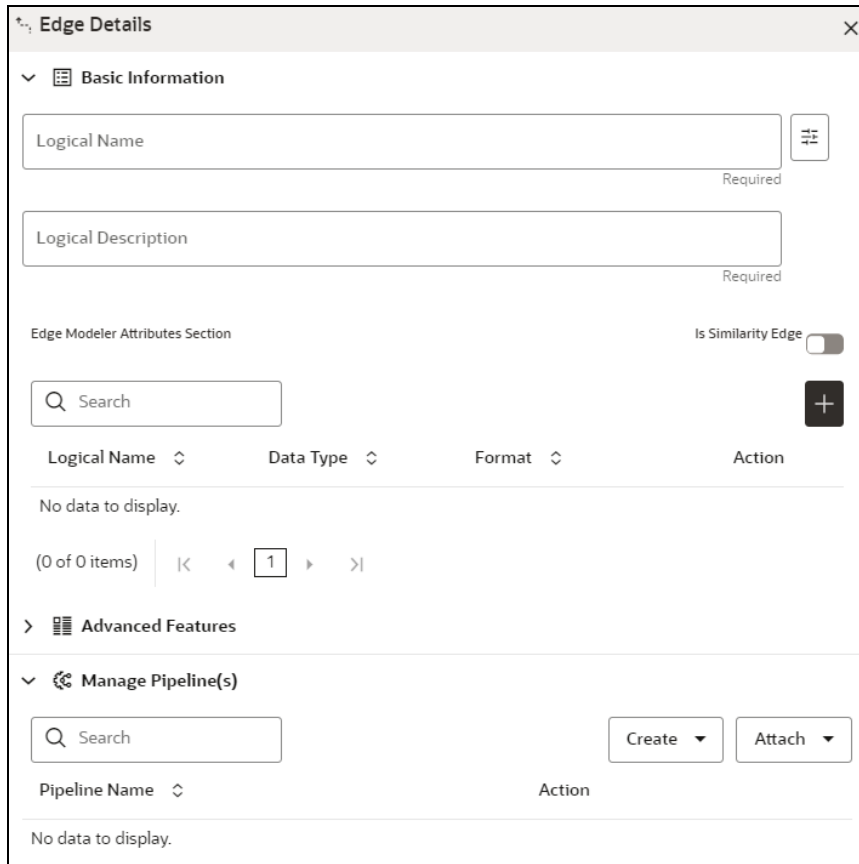 Edge Details
Basic Information
Logical Name
Required
Logical Description
Required
Edge Modeler Attributes Section Is Similarity Edge
Search
Logical Name Data Type Format Action
No data to display.
(0 of 0 items) 1
Advanced Features
Manage Pipeline(s)
Search Create Attach
Pipeline Name Action
No data to display.